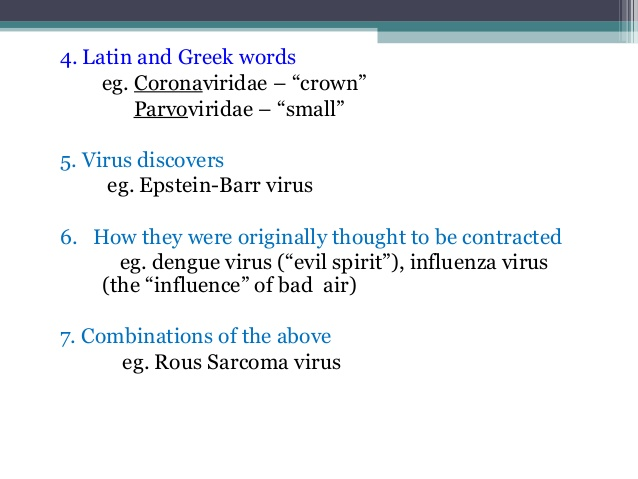 4. Latin and Greek words
eg. Coronaviridae – “crown”
Parvoviridae – “small”
5. Virus discovers
eg. Epstein-Barr virus
6. How they were originally thought to be contracted
eg. dengue virus (“evil spirit”), influenza virus
(the “influence” of bad air)
7. Combinations of the above
eg. Rous Sarcoma virus